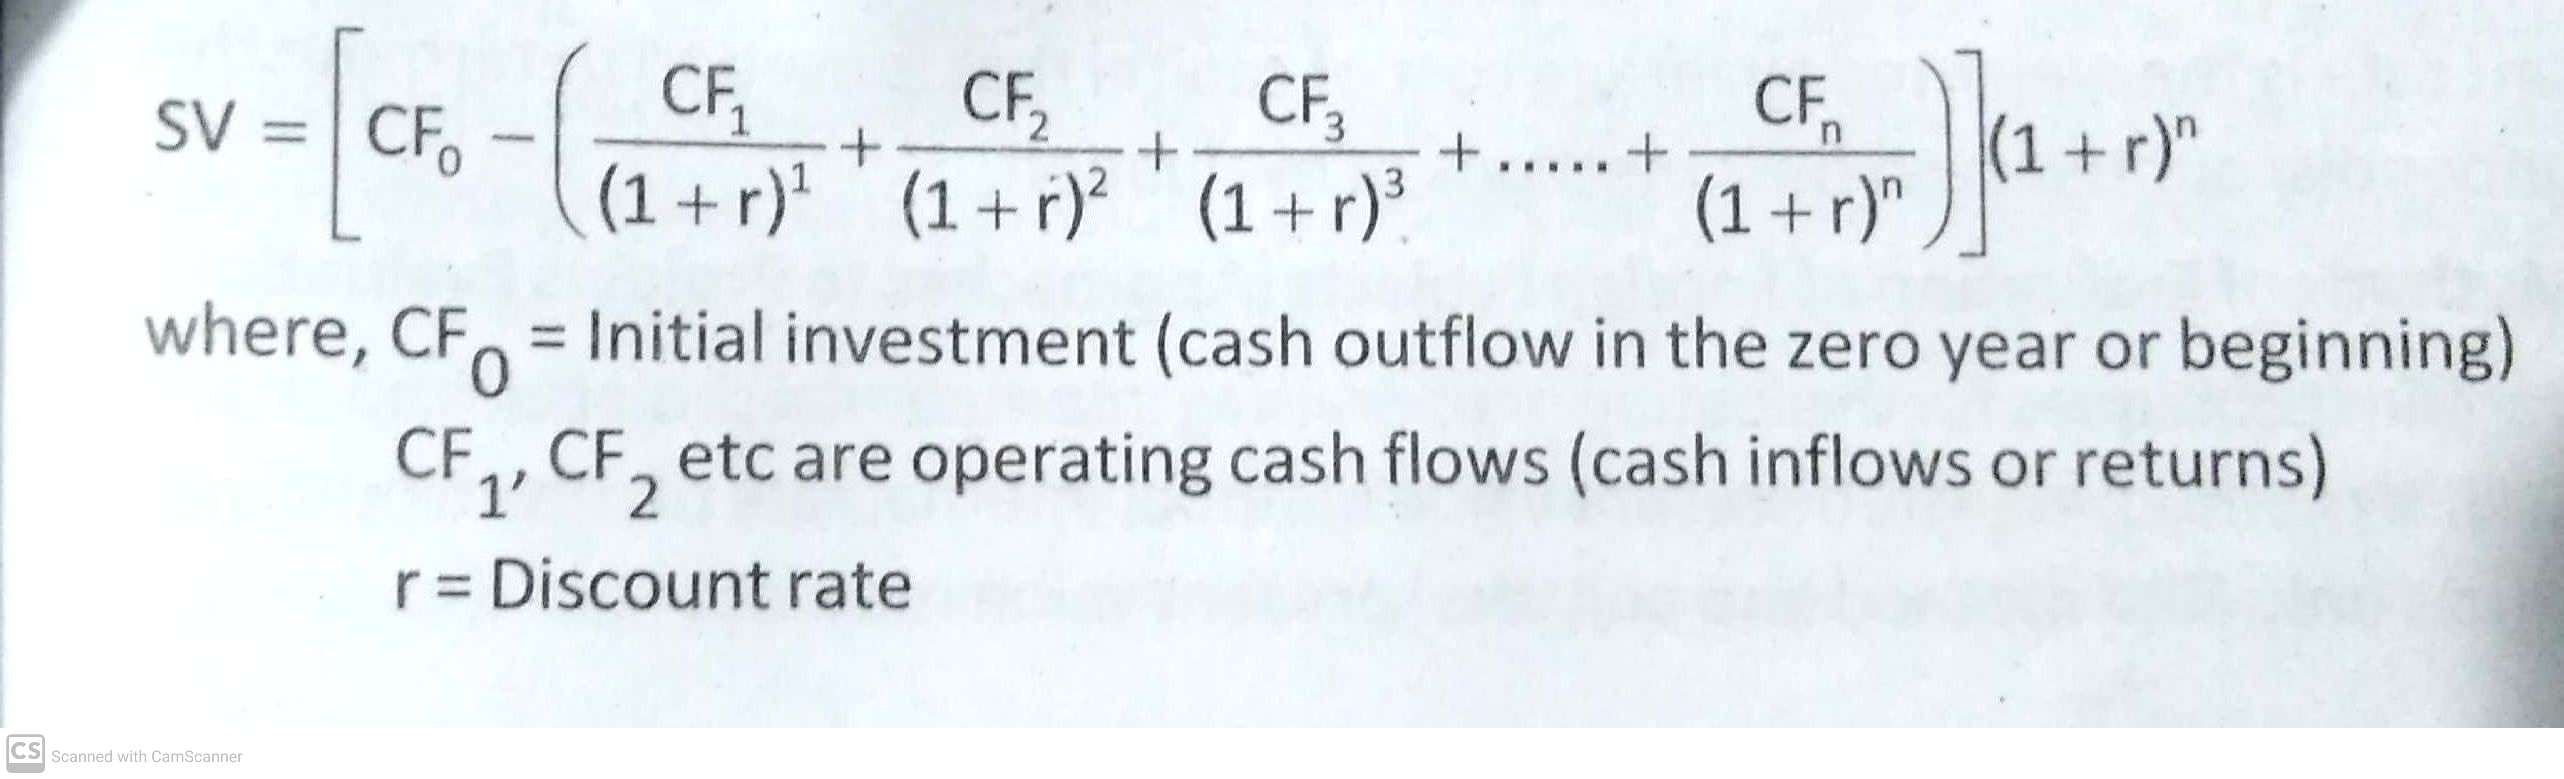 SV = [ CF₀ − ( CF₁/(1 + r)¹ + CF₂/(1 + r)² + CF₃/(1 + r)³ + ..... + CFₙ/(1 + r)ⁿ ) ] (1 + r)ⁿ
where, CF₀ = Initial investment (cash outflow in the zero year or beginning)
CF₁, CF₂ etc are operating cash flows (cash inflows or returns)
r = Discount rate
CS Scanned with CamScanner